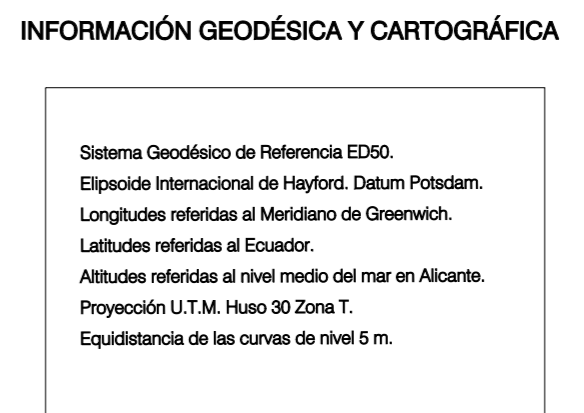 INFORMACIÓN GEODÉSICA Y CARTOGRÁFICA
Sistema Geodésico de Referencia ED50.
Elipsoide Internacional de Hayford. Datum Potsdam.
Longitudes referidas al Meridiano de Greenwich.
Latitudes referidas al Ecuador.
Altitudes referidas al nivel medio del mar en Alicante.
Proyección U.T.M. Huso 30 Zona T.
Equidistancia de las curvas de nivel 5 m.